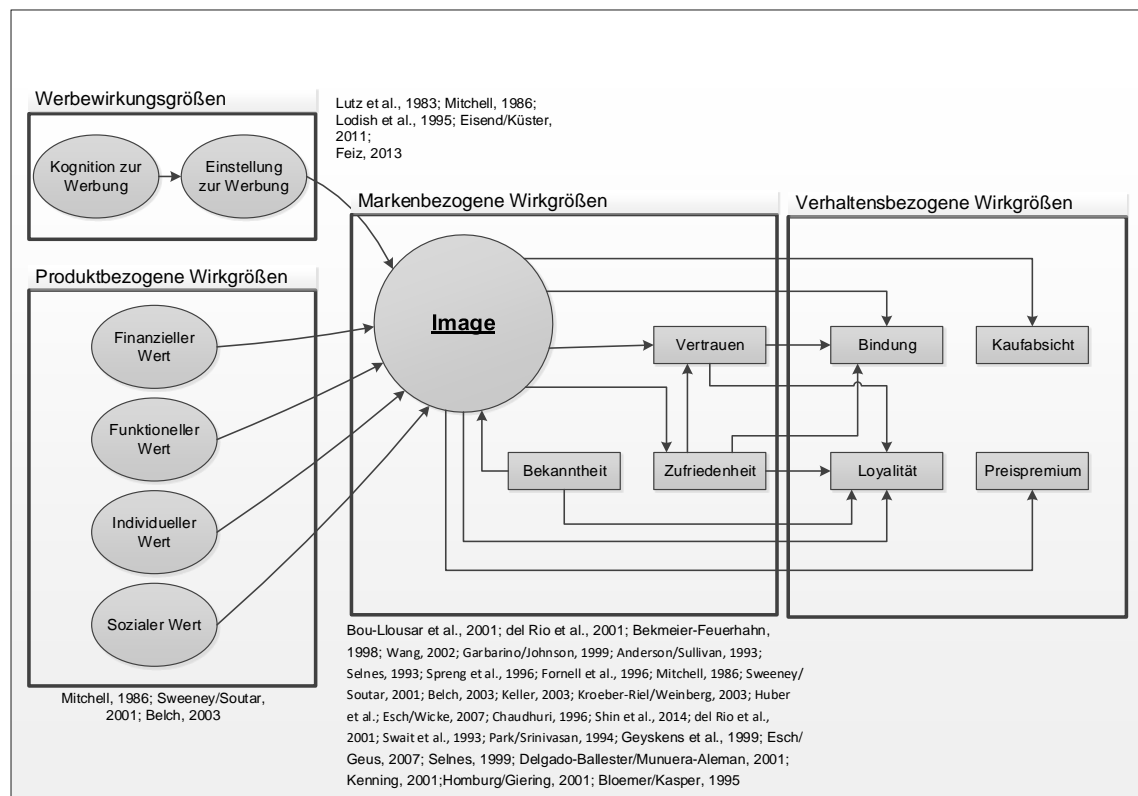 Werbewirkungsgrößen
Kognition zur
Werbung
Einstellung
zur Werbung
Lutz et al., 1983; Mitchell, 1986;
Lodish et al., 1995; Eisend/Küster,
2011;
Feiz, 2013
Produktbezogene Wirkgrößen
Finanzieller
Wert
Funktioneller
Wert
Individueller
Wert
Sozialer Wert
Mitchell, 1986; Sweeney/Soutar,
2001; Belch, 2003
Markenbezogene Wirkgrößen
Image
Vertrauen
Bekanntheit
Zufriedenheit
Verhaltensbezogene Wirkgrößen
Bindung
Kaufabsicht
Loyalität
Preispremium
Bou-Llousar et al., 2001; del Rio et al., 2001; Bekmeier-Feuerhahn,
1998; Wang, 2002; Garbarino/Johnson, 1999; Anderson/Sullivan, 1993;
Selnes, 1993; Spreng et al., 1996; Fornell et al., 1996; Mitchell, 1986; Sweeney/
Soutar, 2001; Belch, 2003; Keller, 2003; Kroeber-Riel/Weinberg, 2003; Huber
et al.; Esch/Wicke, 2007; Chaudhuri, 1996; Shin et al., 2014; del Rio et al.,
2001; Swait et al., 1993; Park/Srinivasan, 1994; Geyskens et al., 1999; Esch/
Geus, 2007; Selnes, 1999; Delgado-Ballester/Munuera-Aleman, 2001;
Kenning, 2001;Homburg/Giering, 2001; Bloemer/Kasper, 1995